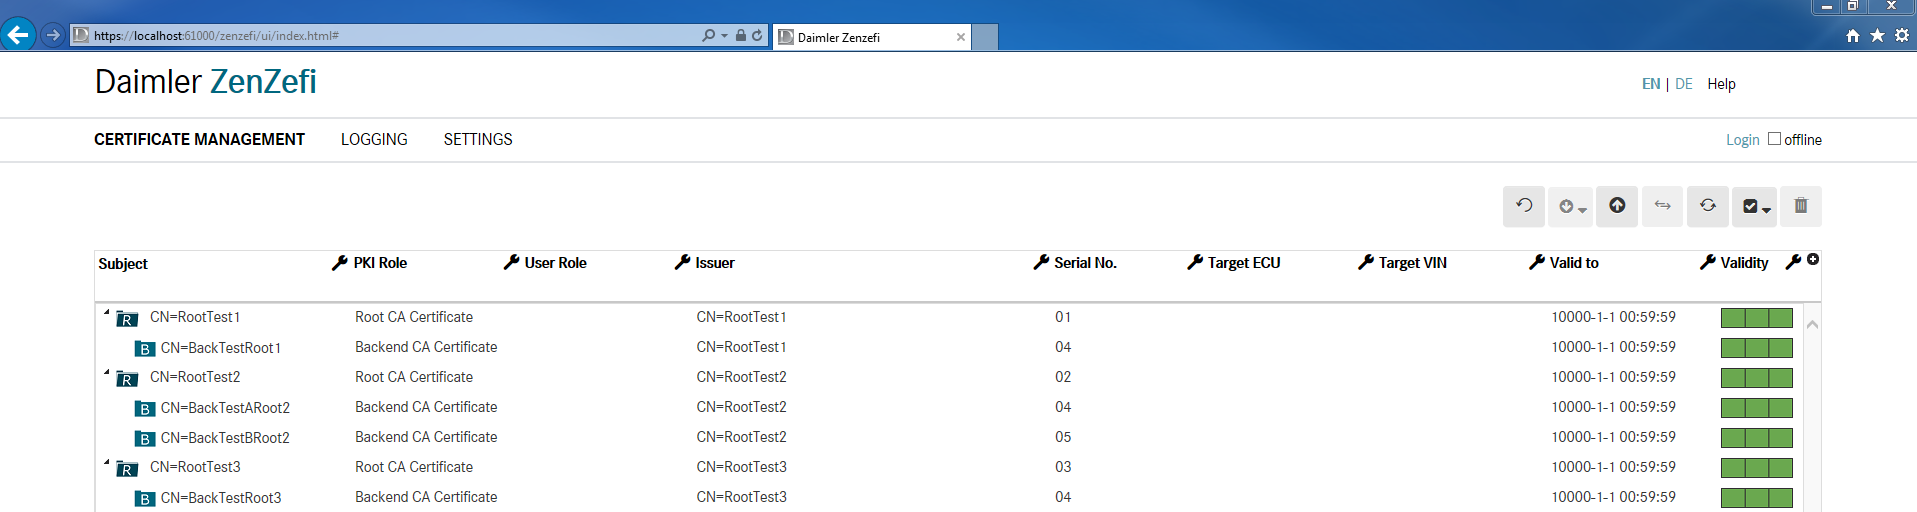 https://localhost:61000/zenzefi/ui/index.html#
Daimler Zenzefi
Daimler ZenZefi
EN | DE Help
CERTIFICATE MANAGEMENT LOGGING SETTINGS
Login offline
Subject PKI Role User Role Issuer Serial No. Target ECU Target VIN Valid to Validity
R CN=RootTest1 Root CA Certificate CN=RootTest1 01 10000-1-1 00:59:59
B CN=BackTestRoot1 Backend CA Certificate CN=RootTest1 04 10000-1-1 00:59:59
R CN=RootTest2 Root CA Certificate CN=RootTest2 02 10000-1-1 00:59:59
B CN=BackTestARoot2 Backend CA Certificate CN=RootTest2 04 10000-1-1 00:59:59
B CN=BackTestBRoot2 Backend CA Certificate CN=RootTest2 05 10000-1-1 00:59:59
R CN=RootTest3 Root CA Certificate CN=RootTest3 03 10000-1-1 00:59:59
B CN=BackTestRoot3 Backend CA Certificate CN=RootTest3 04 10000-1-1 00:59:59